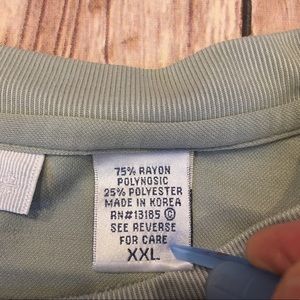 75% RAYON
POLYNOSIC
25% POLYESTER
MADE IN KOREA
RN#13185 ©
SEE REVERSE
FOR CARE
XXL